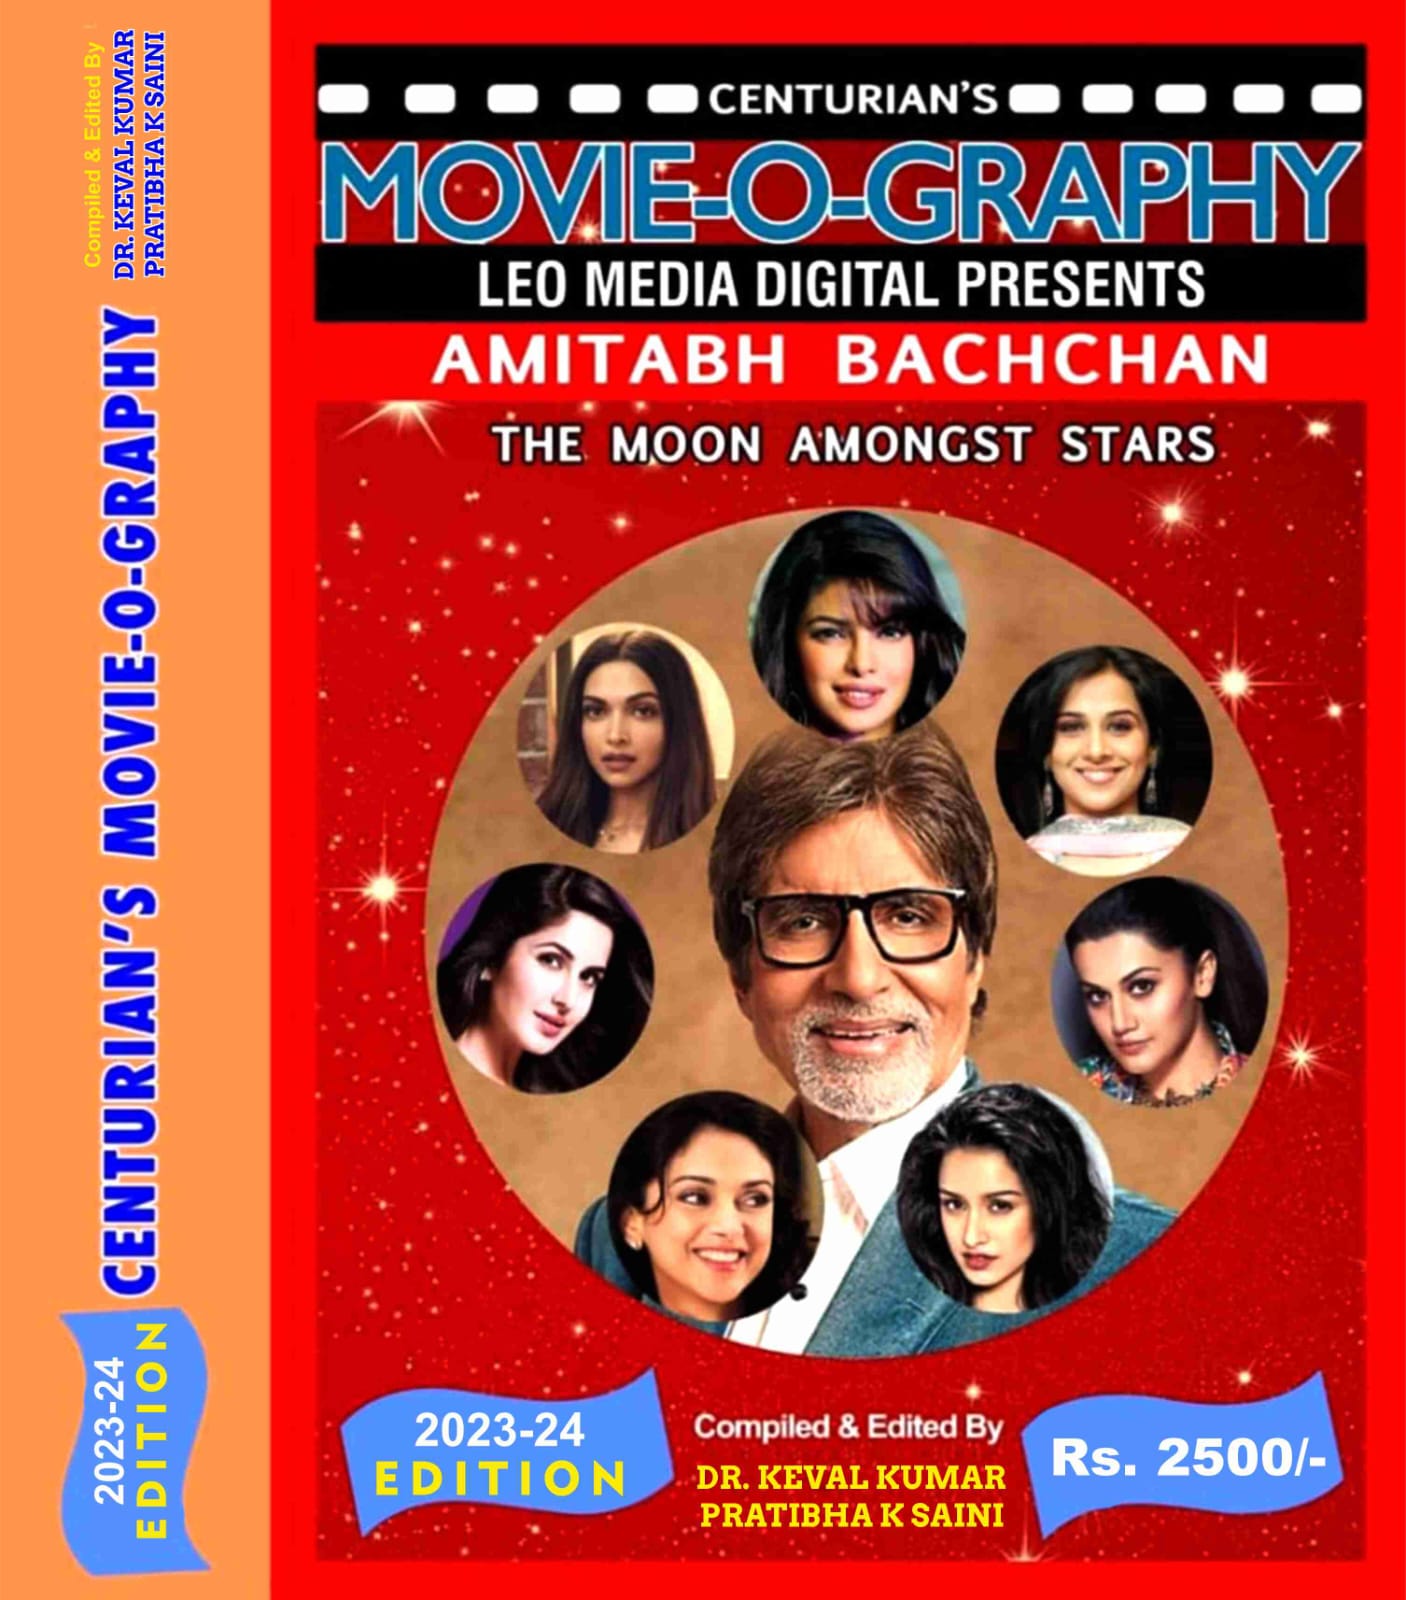 Compiled & Edited By
DR. KEVAL KUMAR
PRATIBHA K SAINI
CENTURIAN'S MOVIE-O-GRAPHY
2023-24
EDITION
CENTURIAN'S
MOVIE-O-GRAPHY
LEO MEDIA DIGITAL PRESENTS
AMITABH BACHCHAN
THE MOON AMONGST STARS
2023-24
EDITION
Compiled & Edited By
DR. KEVAL KUMAR
PRATIBHA K SAINI
Rs. 2500/-